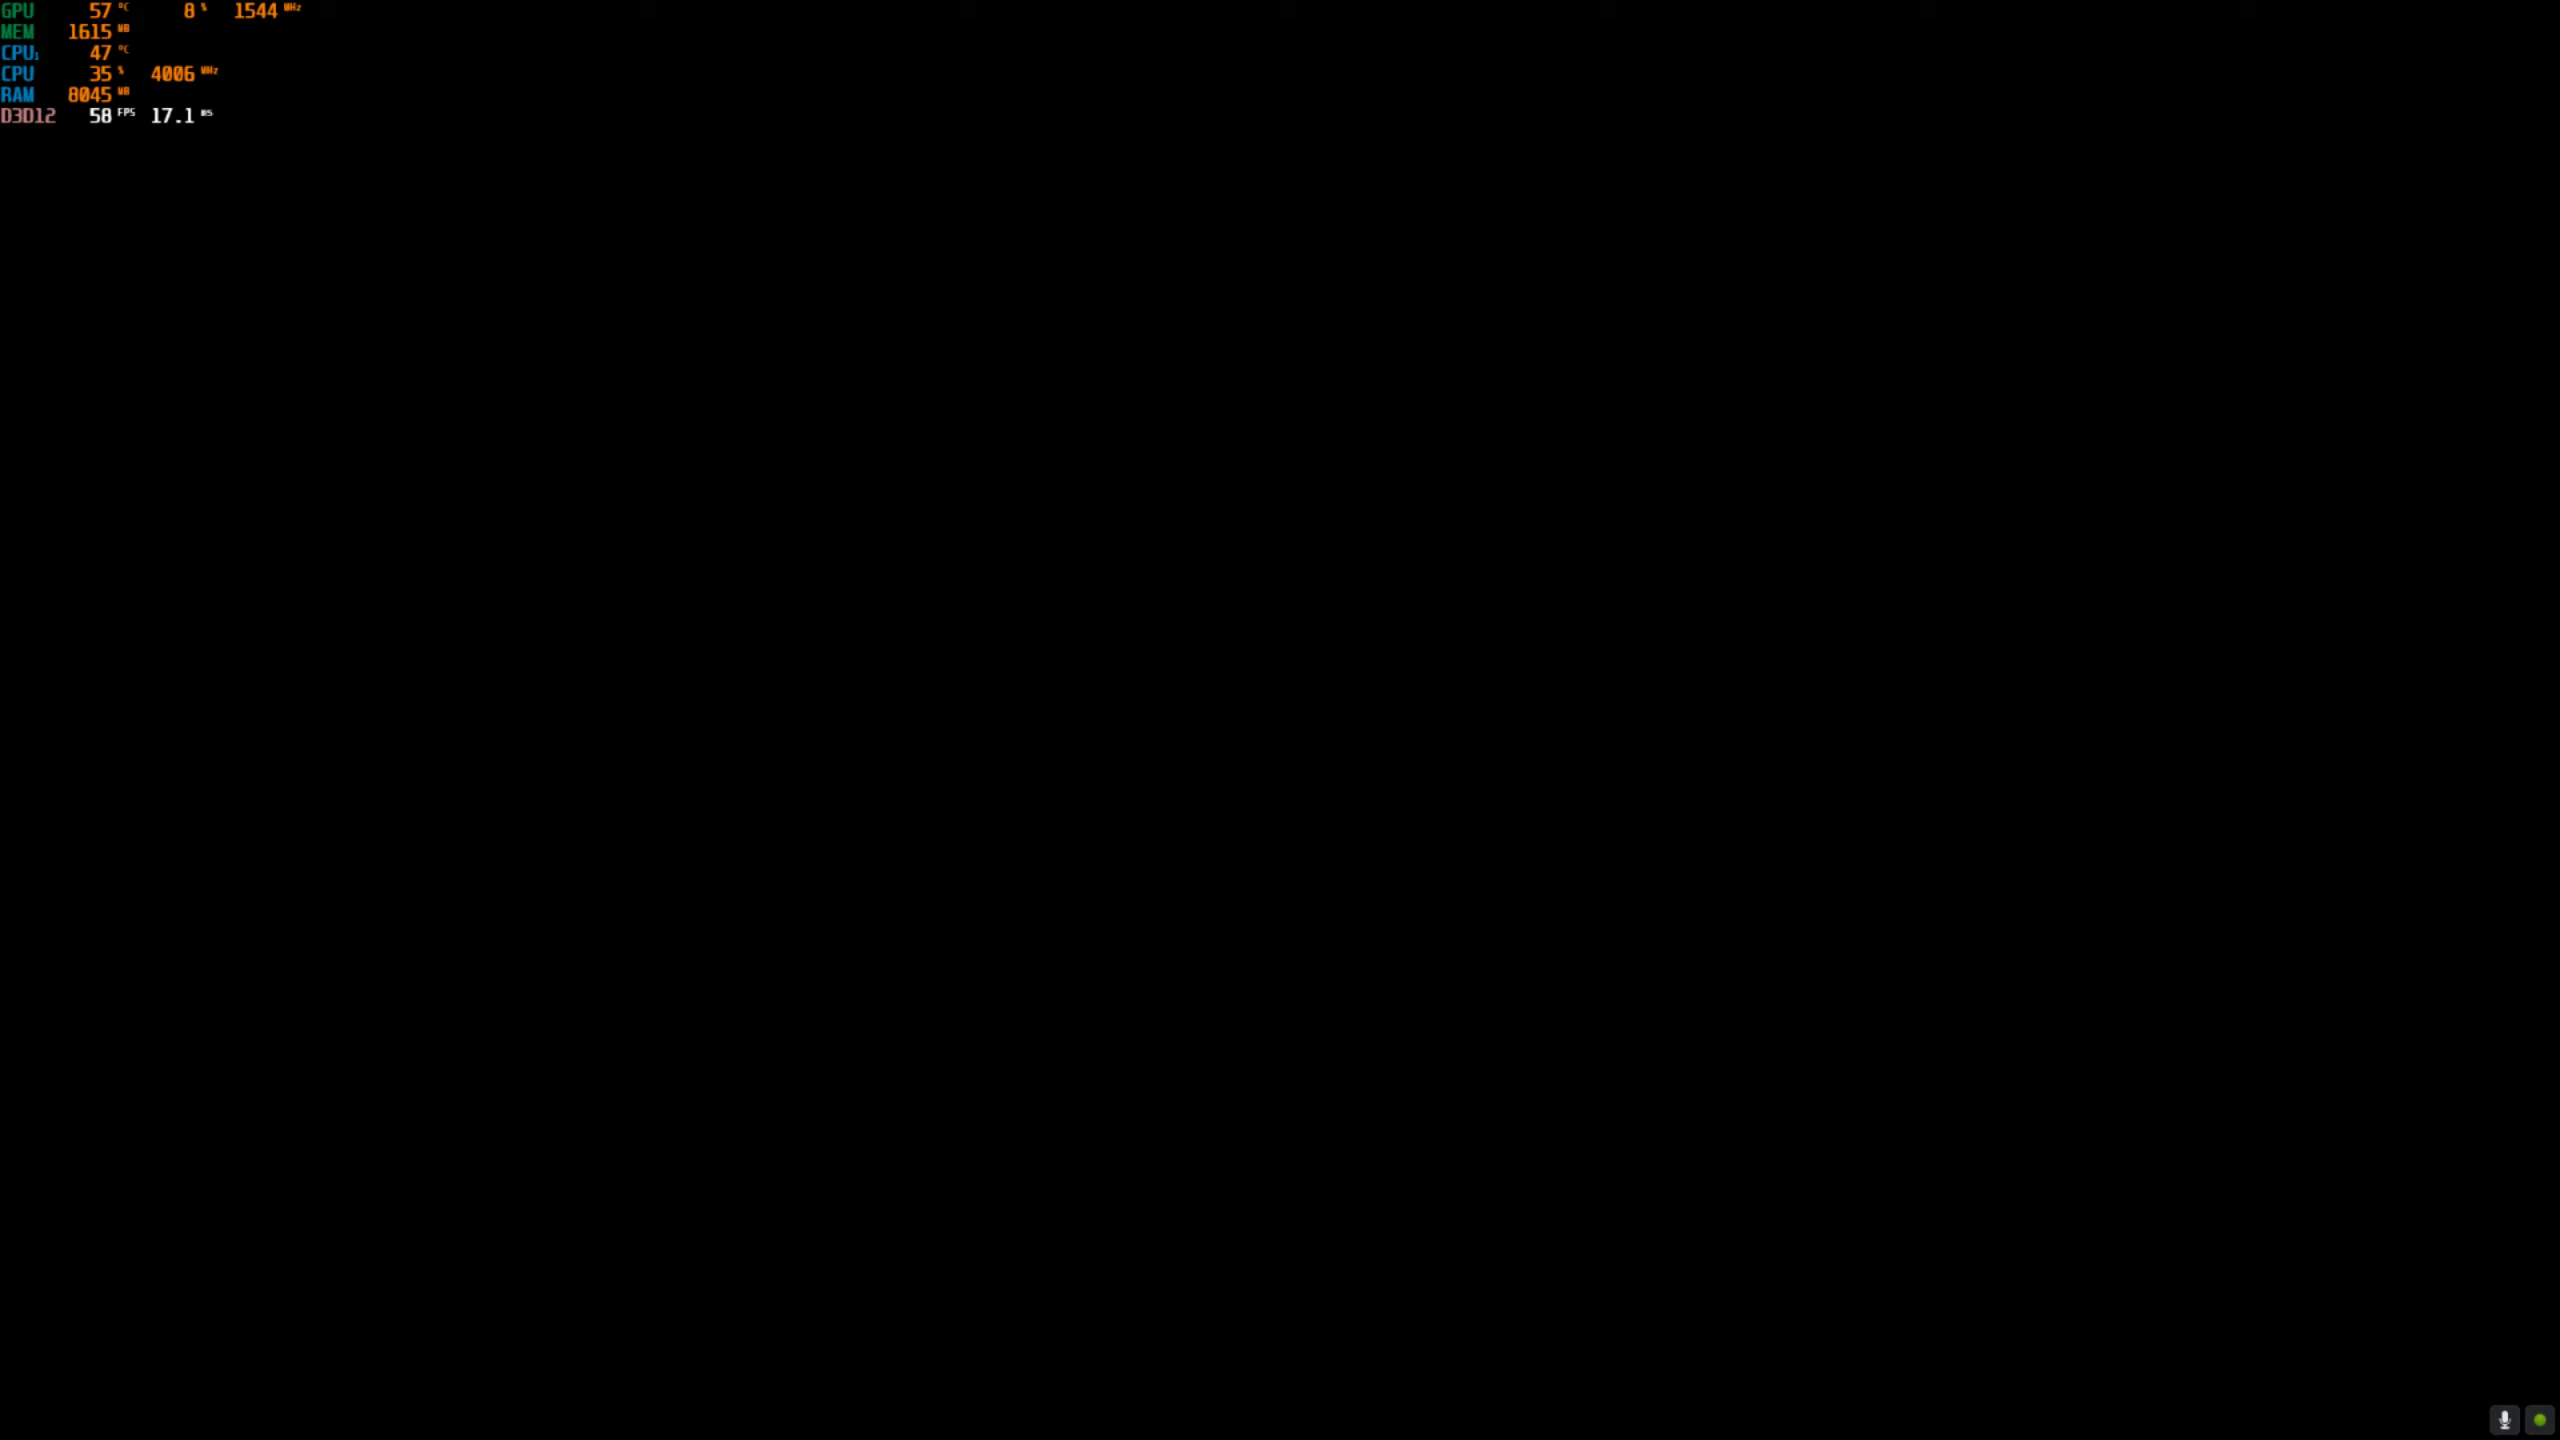 GPU 57 °C 8 % 1544 MHz
MEM 1615 MB
CPU1 47 °C
CPU 35 % 4006 MHz
RAM 8045 MB
D3D12 58 FPS 17.1 ms